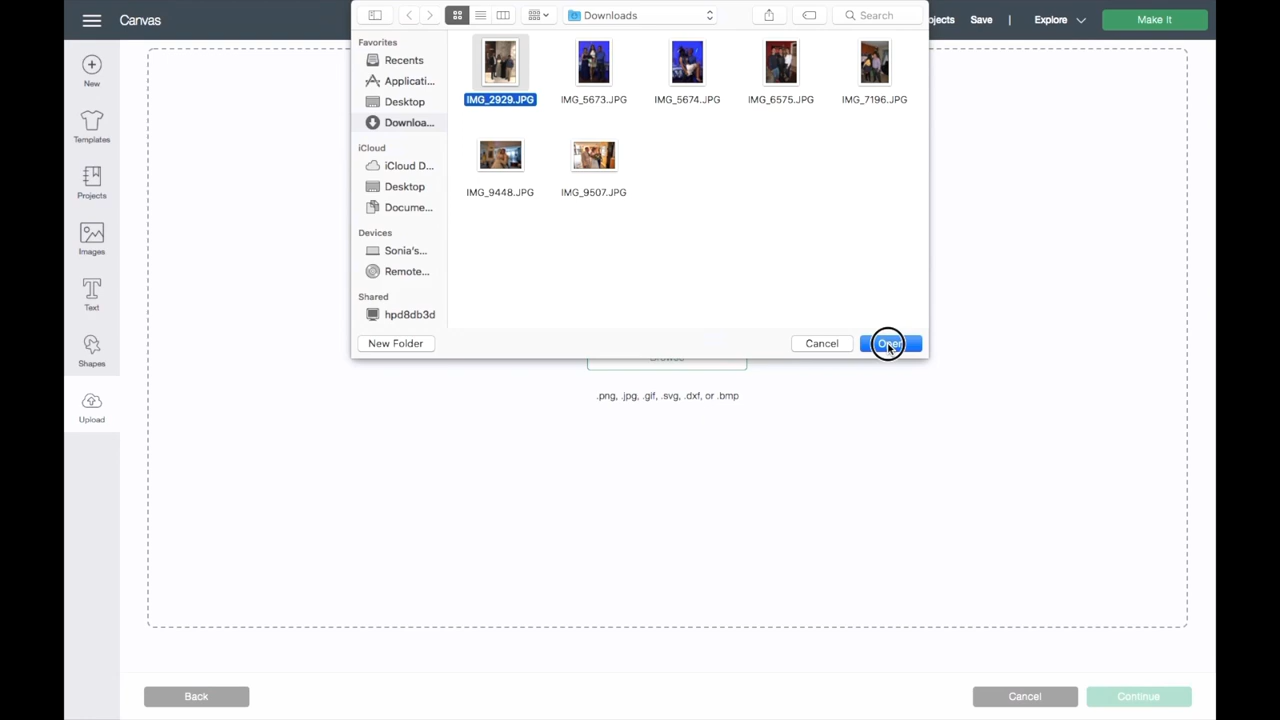 Canvas
Downloads
Search
ojects
Save
|
Explore
Make It
New
Templates
Projects
Images
Text
Shapes
Upload
Favorites
Recents
Applicati...
Desktop
Downloa...
iCloud
iCloud D...
Desktop
Docume...
Devices
Sonia's...
Remote...
Shared
hpd8db3d
IMG_2929.JPG
IMG_5673.JPG
IMG_5674.JPG
IMG_6575.JPG
IMG_7196.JPG
IMG_9448.JPG
IMG_9507.JPG
New Folder
Cancel
Open
.png, .jpg, .gif, .svg, .dxf, or .bmp
Back
Cancel
Continue